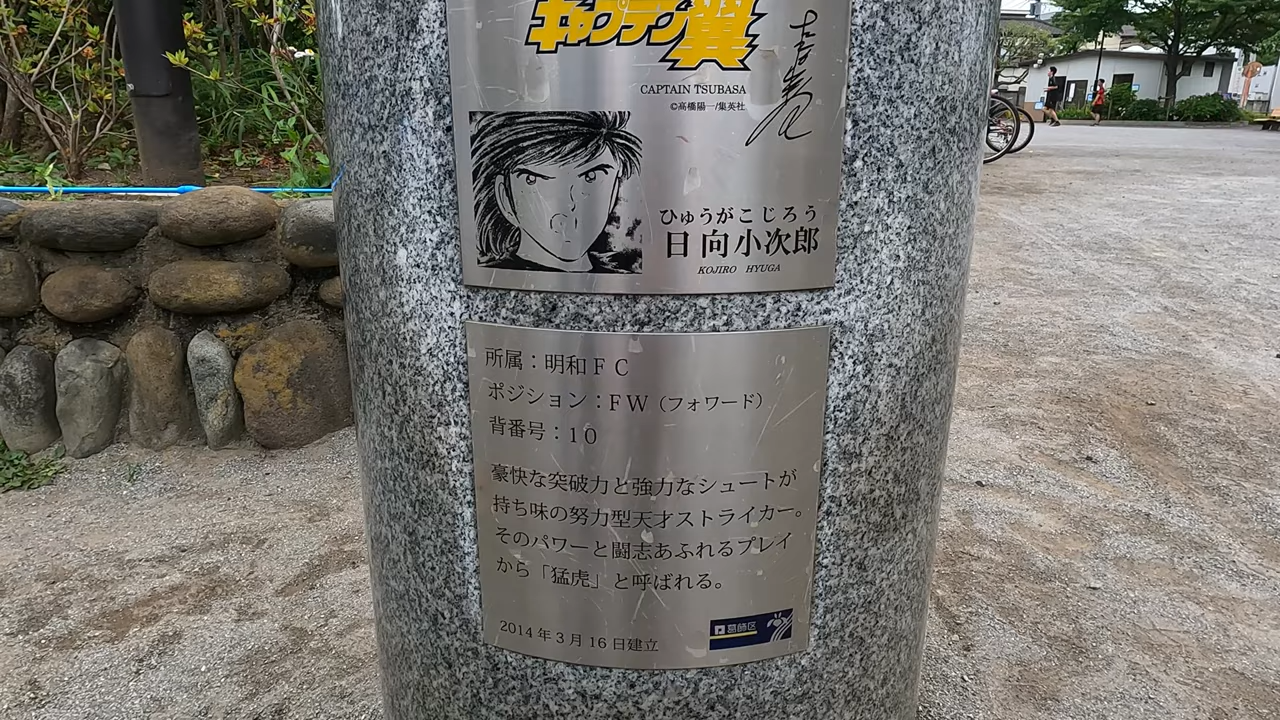 キャプテン翼
CAPTAIN TSUBASA
©高橋陽一/集英社
ひゅうがこじろう
日向小次郎
KOJIRO HYUGA
所属：明和ＦＣ
ポジション：ＦＷ（フォワード）
背番号：１０
豪快な突破力と強力なシュートが
持ち味の努力型天才ストライカー。
そのパワーと闘志あふれるプレイ
から「猛虎」と呼ばれる。
2014年3月16日建立
葛飾区